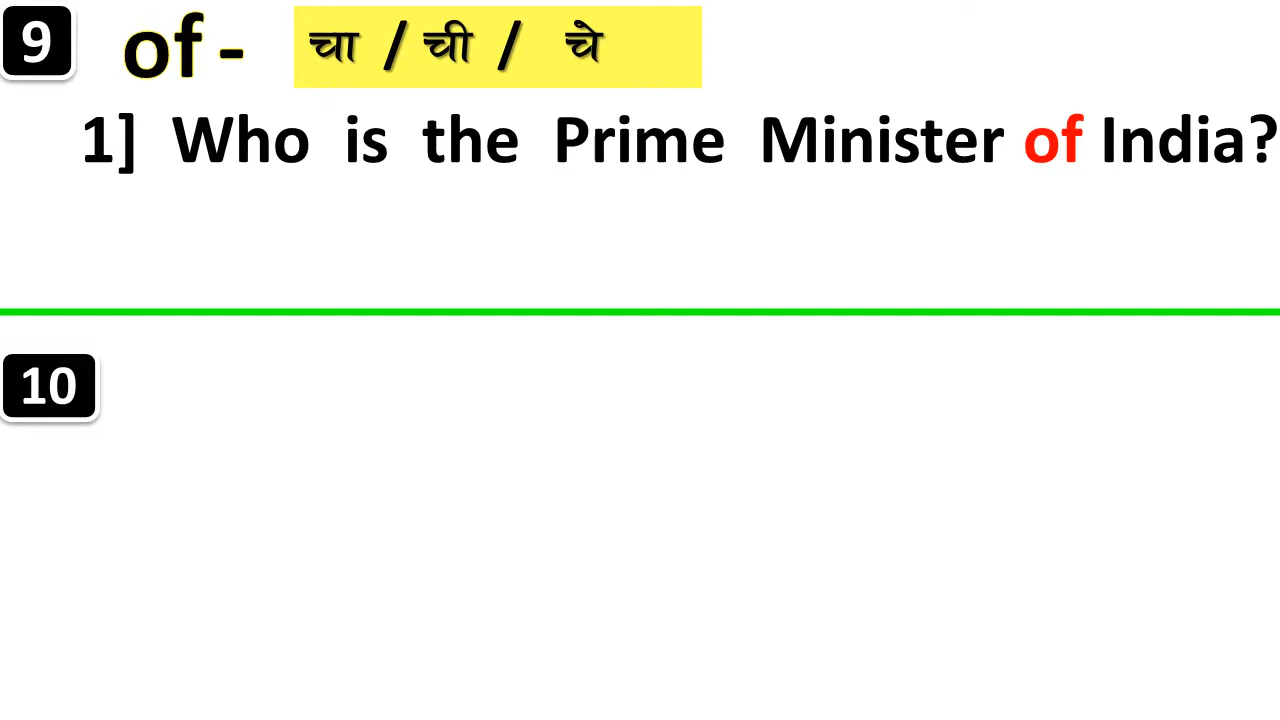 9 of - चा / ची / चे
1] Who is the Prime Minister of India?
10